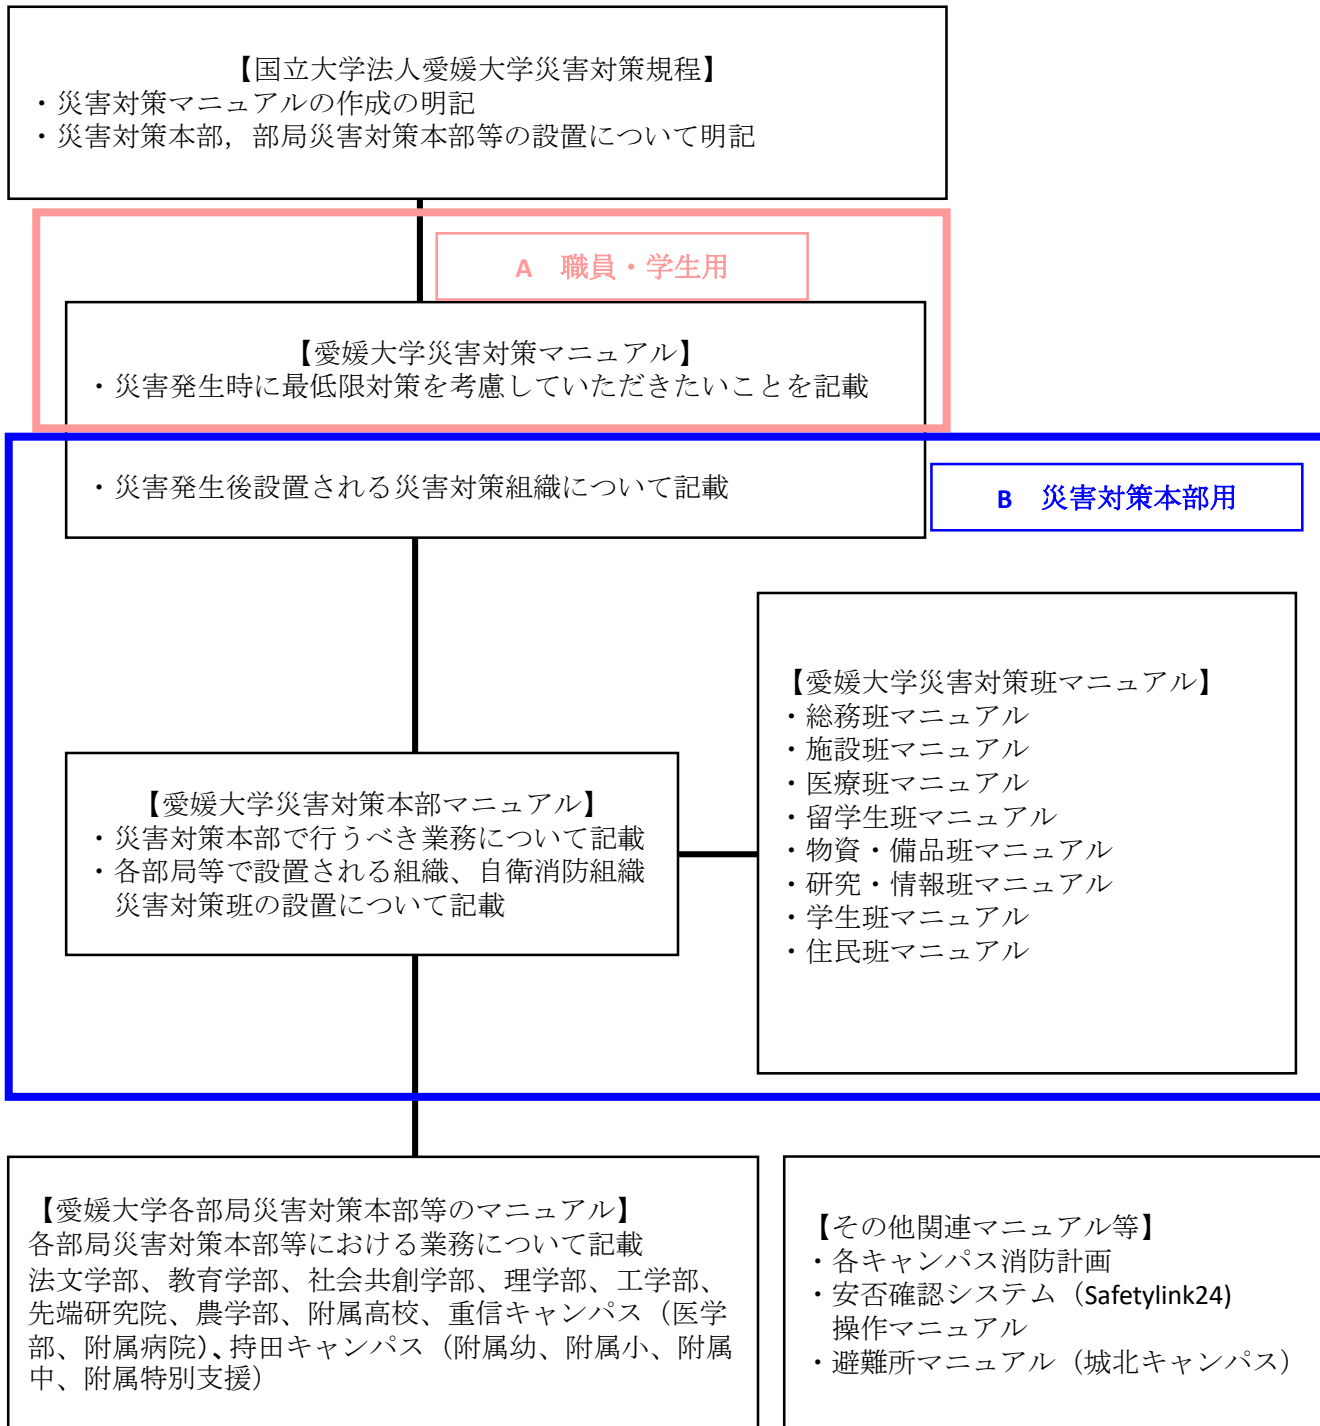 【国立大学法人愛媛大学災害対策規程】
・災害対策マニュアルの作成の明記
・災害対策本部，部局災害対策本部等の設置について明記
A　職員・学生用
【愛媛大学災害対策マニュアル】
・災害発生時に最低限対策を考慮していただきたいことを記載
・災害発生後設置される災害対策組織について記載
B　災害対策本部用
【愛媛大学災害対策班マニュアル】
・総務班マニュアル
・施設班マニュアル
・医療班マニュアル
・留学生班マニュアル
・物資・備品班マニュアル
・研究・情報班マニュアル
・学生班マニュアル
・住民班マニュアル
【愛媛大学災害対策本部マニュアル】
・災害対策本部で行うべき業務について記載
・各部局等で設置される組織、自衛消防組織
災害対策班の設置について記載
【愛媛大学各部局災害対策本部等のマニュアル】
各部局災害対策本部等における業務について記載
法文学部、教育学部、社会共創学部、理学部、工学部、
先端研究院、農学部、附属高校、重信キャンパス（医学
部、附属病院）、持田キャンパス（附属幼、附属小、附属
中、附属特別支援）
【その他関連マニュアル等】
・各キャンパス消防計画
・安否確認システム（Safetylink24)
操作マニュアル
・避難所マニュアル（城北キャンパス）